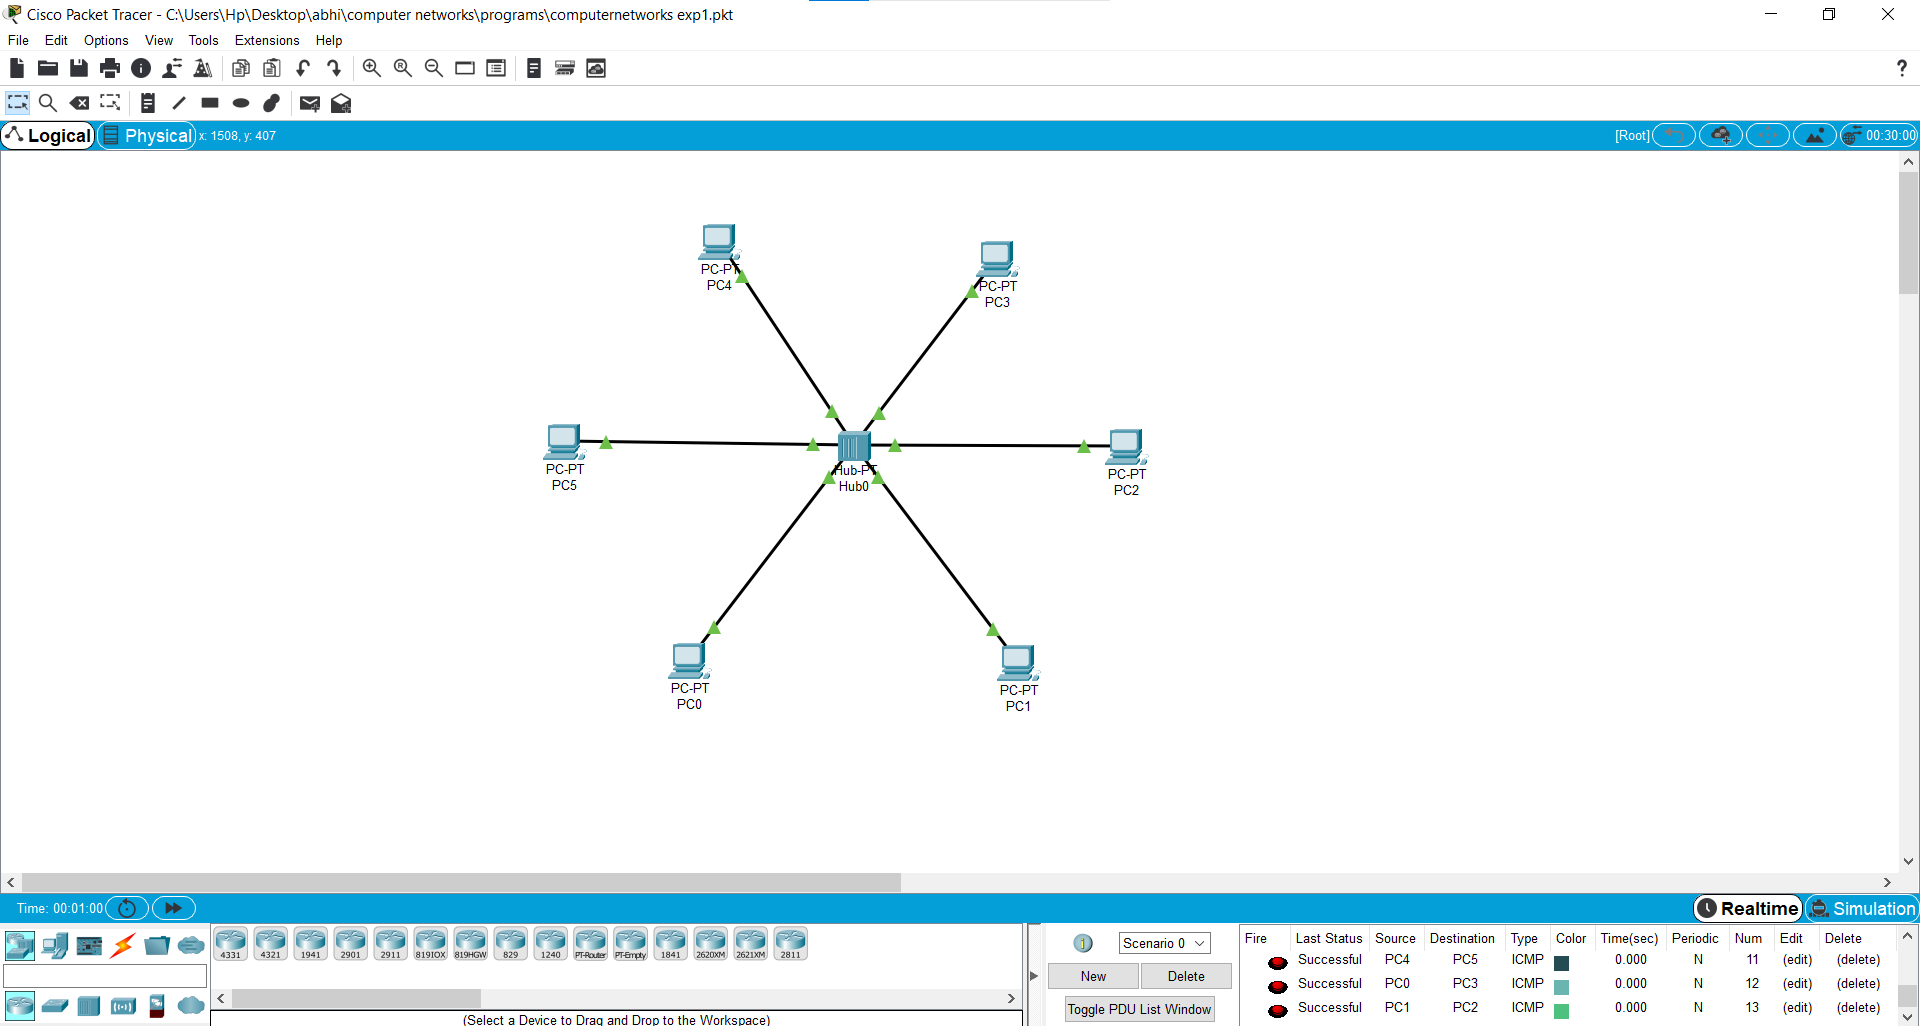 Cisco Packet Tracer - C:\Users\Hp\Desktop\abhi\computer networks\programs\computernetworks exp1.pkt
File Edit Options View Tools Extensions Help
?
Logical Physical x: 1508, y: 407 [Root] 00:30:00
PC-PT
PC4
PC-PT
PC3
PC-PT
PC5
Hub-PT
Hub0
PC-PT
PC2
PC-PT
PC0
PC-PT
PC1
Time: 00:01:00 Realtime Simulation
4331 4321 1941 2901 2911 819IOX 819HGW 829 1240 PT-Router PT-Empty 1841 2620XM 2621XM 2811
(Select a Device to Drag and Drop to the Workspace)
Scenario 0
New Delete
Toggle PDU List Window
Fire Last Status Source Destination Type Color Time(sec) Periodic Num Edit Delete
Successful PC4 PC5 ICMP 0.000 N 11 (edit) (delete)
Successful PC0 PC3 ICMP 0.000 N 12 (edit) (delete)
Successful PC1 PC2 ICMP 0.000 N 13 (edit) (delete)